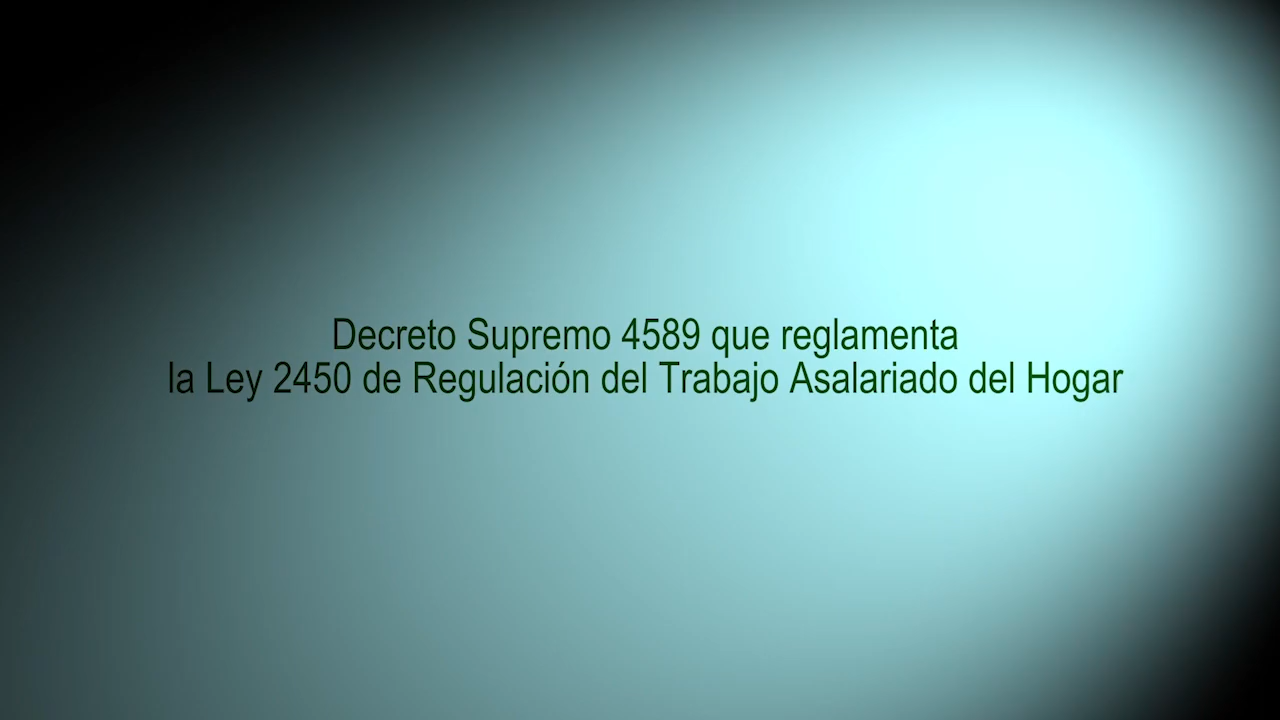 Decreto Supremo 4589 que reglamenta
la Ley 2450 de Regulación del Trabajo Asalariado del Hogar